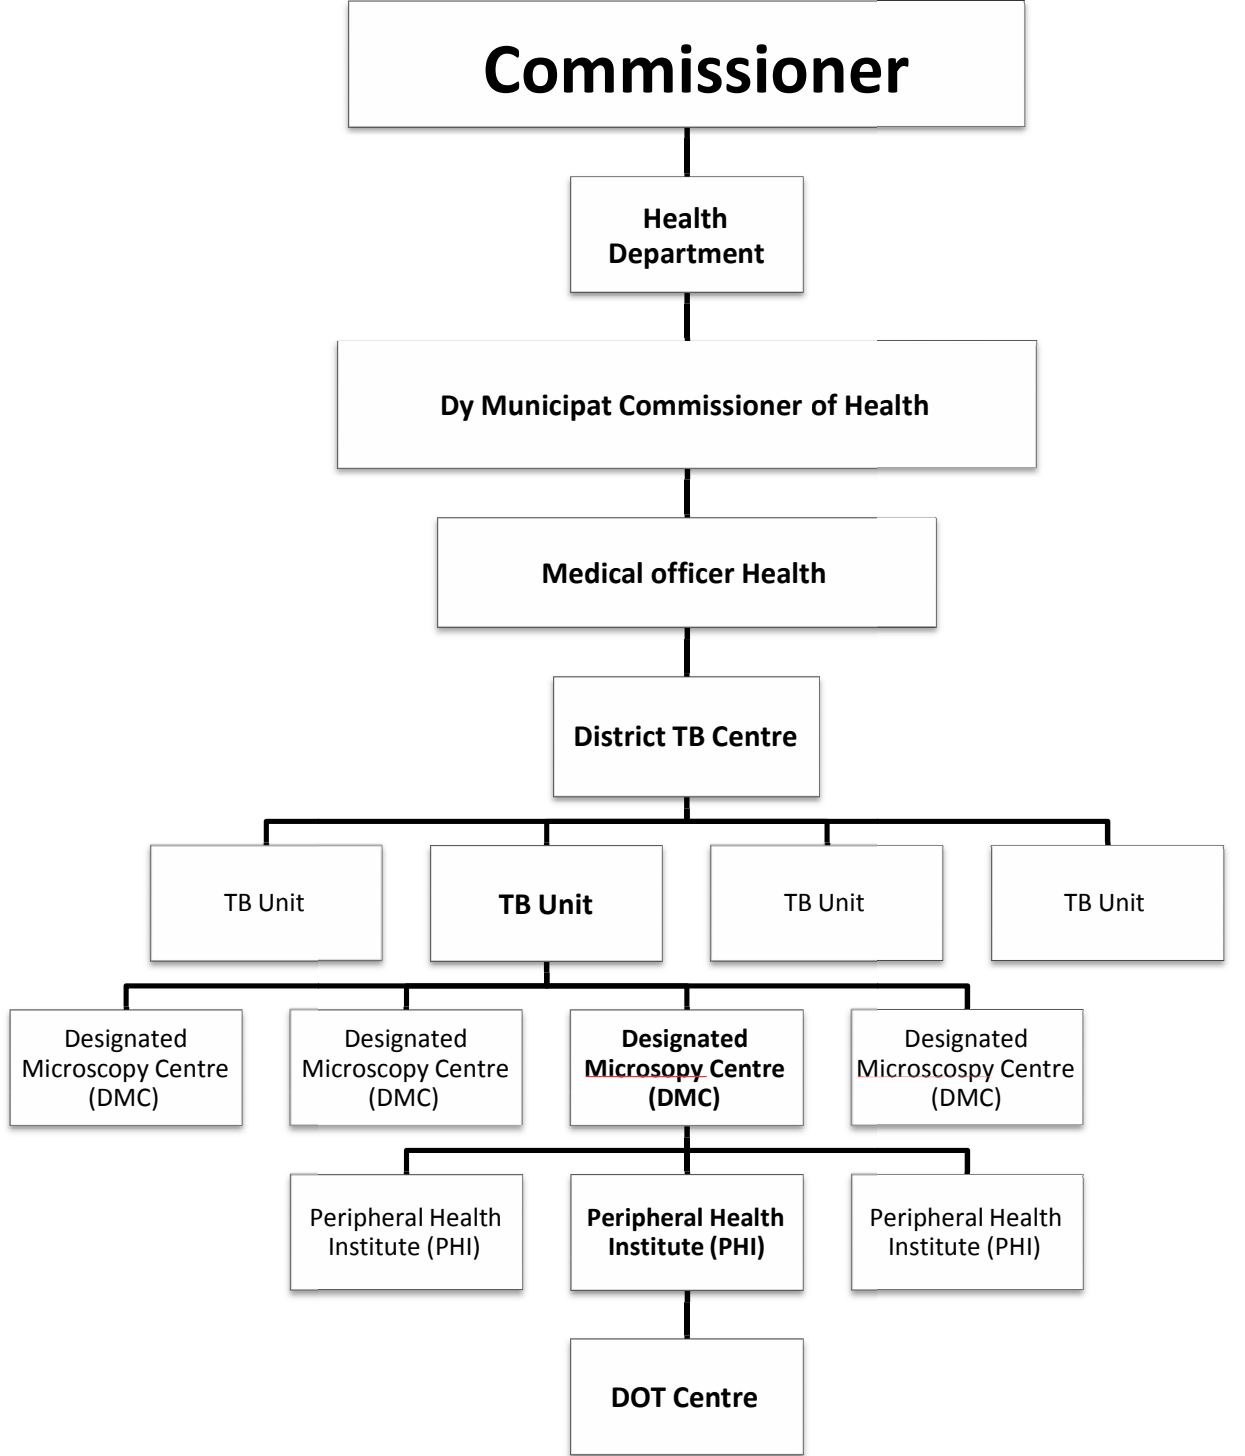 Commissioner
Health
Department
Dy Municipat Commissioner of Health
Medical officer Health
District TB Centre
TB Unit
TB Unit
TB Unit
TB Unit
Designated
Microscopy Centre
(DMC)
Designated
Microscopy Centre
(DMC)
Designated
Microsopy Centre
(DMC)
Designated
Microscospy Centre
(DMC)
Peripheral Health
Institute (PHI)
Peripheral Health
Institute (PHI)
Peripheral Health
Institute (PHI)
DOT Centre